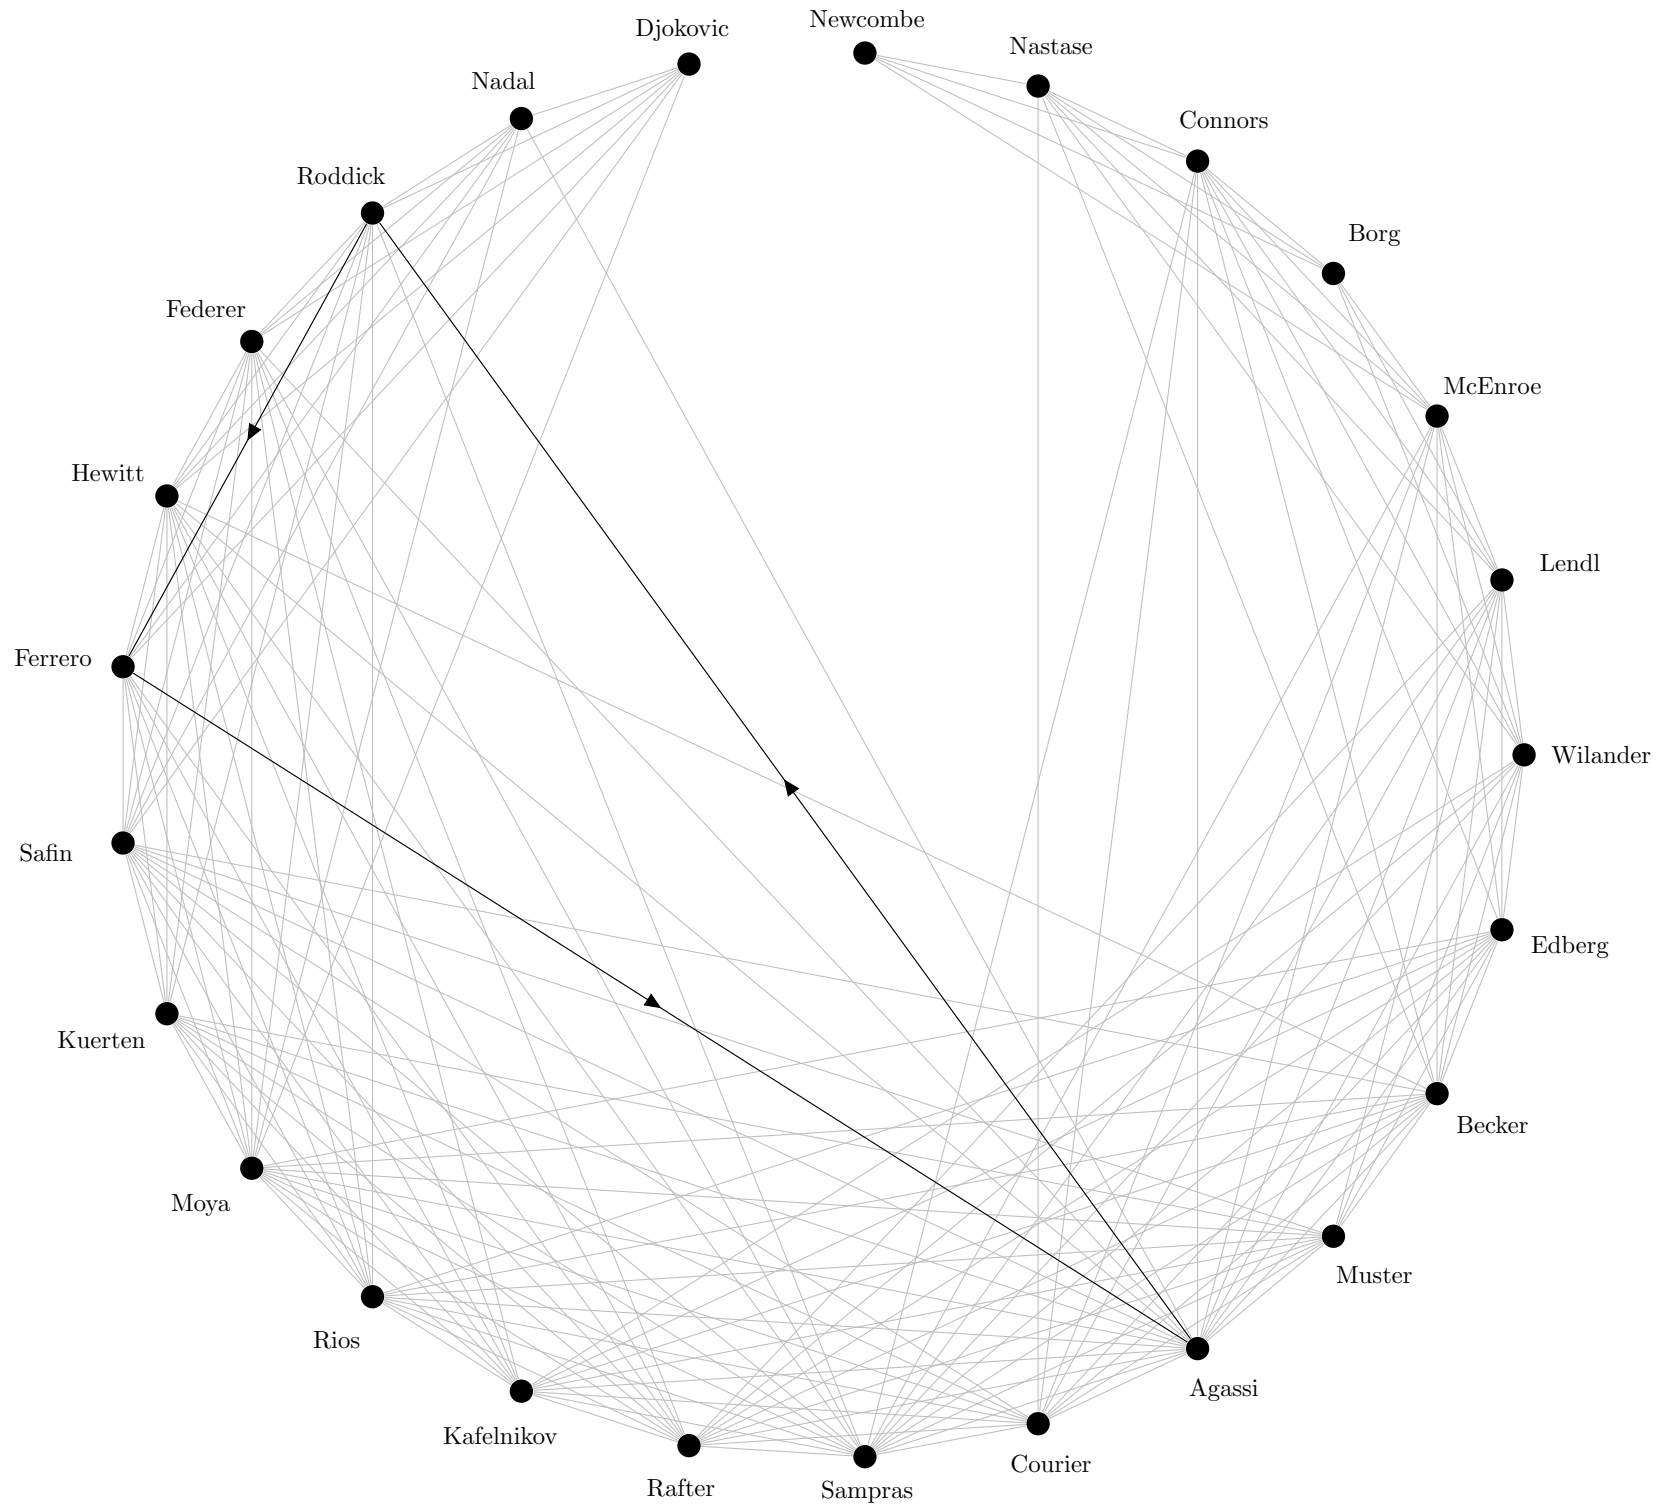 Newcombe
Djokovic
Nastase
Nadal
Connors
Roddick
Borg
Federer
McEnroe
Hewitt
Lendl
Ferrero
Wilander
Safin
Edberg
Kuerten
Becker
Moya
Muster
Rios
Agassi
Kafelnikov
Courier
Rafter
Sampras